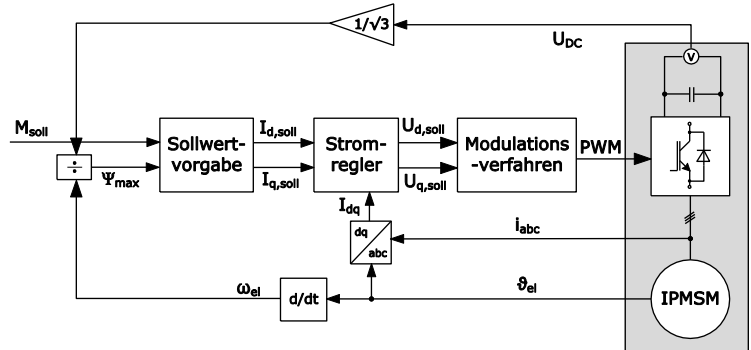 1/√3
U_DC
V
M_soll
÷
Ψ_max
Sollwert-
vorgabe
I_d,soll
I_q,soll
Strom-
regler
U_d,soll
U_q,soll
Modulations
-verfahren
PWM
I_dq
dq
abc
i_abc
ω_el
d/dt
ϑ_el
IPMSM